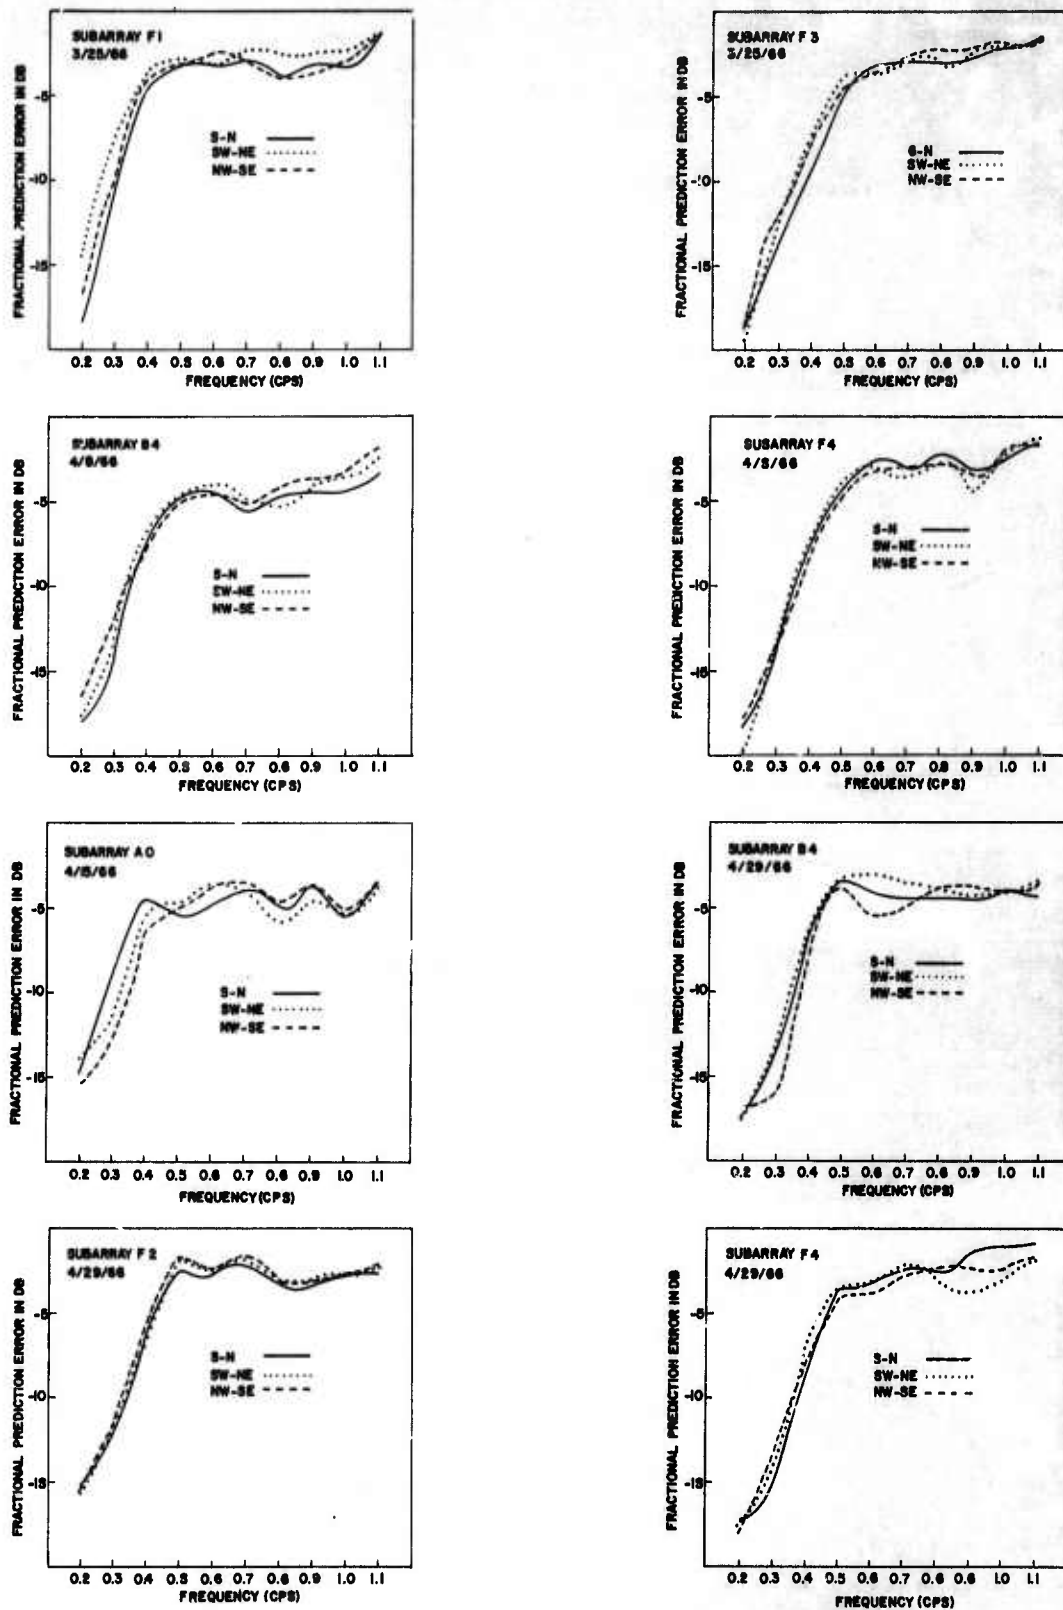 SUBARRAY F1
3/25/66
FRACTIONAL PREDICTION ERROR IN DB
-5
-10
-15
S-N
SW-NE
NW-SE
0.2 0.3 0.4 0.5 0.6 0.7 0.8 0.9 1.0 1.1
FREQUENCY (CPS)
SUBARRAY F3
3/25/66
FRACTIONAL PREDICTION ERROR IN DB
-5
-10
-15
S-N
SW-NE
NW-SE
0.2 0.3 0.4 0.5 0.6 0.7 0.8 0.9 1.0 1.1
FREQUENCY (CPS)
SUBARRAY B4
FRACTIONAL PREDICTION ERROR IN DB
-5
-10
-15
S-N
SW-NE
NW-SE
0.2 0.3 0.4 0.5 0.6 0.7 0.8 0.9 1.0 1.1
FREQUENCY (CPS)
SUBARRAY F4
FRACTIONAL PREDICTION ERROR IN DB
-5
-10
-15
S-N
SW-NE
NW-SE
0.2 0.3 0.4 0.5 0.6 0.7 0.8 0.9 1.0 1.1
FREQUENCY (CPS)
SUBARRAY A0
4/15/66
FRACTIONAL PREDICTION ERROR IN DB
-5
-10
-15
S-N
SW-NE
NW-SE
0.2 0.3 0.4 0.5 0.6 0.7 0.8 0.9 1.0 1.1
FREQUENCY (CPS)
SUBARRAY B4
4/29/66
FRACTIONAL PREDICTION ERROR IN DB
-5
-10
-15
S-N
SW-NE
NW-SE
0.2 0.3 0.4 0.5 0.6 0.7 0.8 0.9 1.0 1.1
FREQUENCY (CPS)
SUBARRAY F2
4/29/66
FRACTIONAL PREDICTION ERROR IN DB
-5
-10
-15
S-N
SW-NE
NW-SE
0.2 0.3 0.4 0.5 0.6 0.7 0.8 0.9 1.0 1.1
FREQUENCY (CPS)
SUBARRAY F4
4/29/66
FRACTIONAL PREDICTION ERROR IN DB
-5
-10
-15
S-N
SW-NE
NW-SE
0.2 0.3 0.4 0.5 0.6 0.7 0.8 0.9 1.0 1.1
FREQUENCY (CPS)